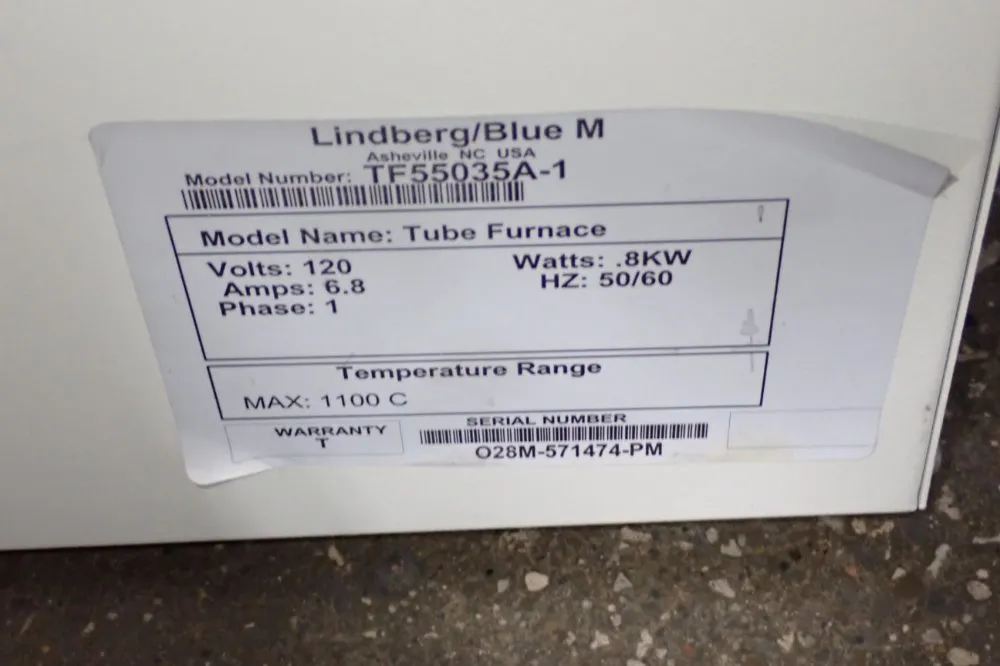 Lindberg/Blue M
Asheville NC USA
Model Number: TF55035A-1
Model Name: Tube Furnace
Volts: 120 Watts: .8KW
Amps: 6.8 HZ: 50/60
Phase: 1
Temperature Range
MAX: 1100 C
WARRANTY SERIAL NUMBER
T
O28M-571474-PM